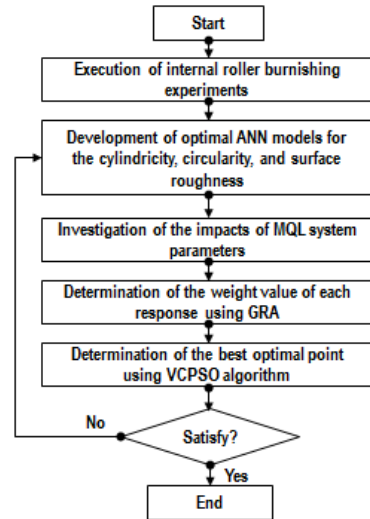 Start
Execution of internal roller burnishing
experiments
Development of optimal ANN models for
the cylindricity, circularity, and surface
roughness
Investigation of the impacts of MQL system
parameters
Determination of the weight value of each
response using GRA
Determination of the best optimal point
using VCPSO algorithm
No
Satisfy?
Yes
End